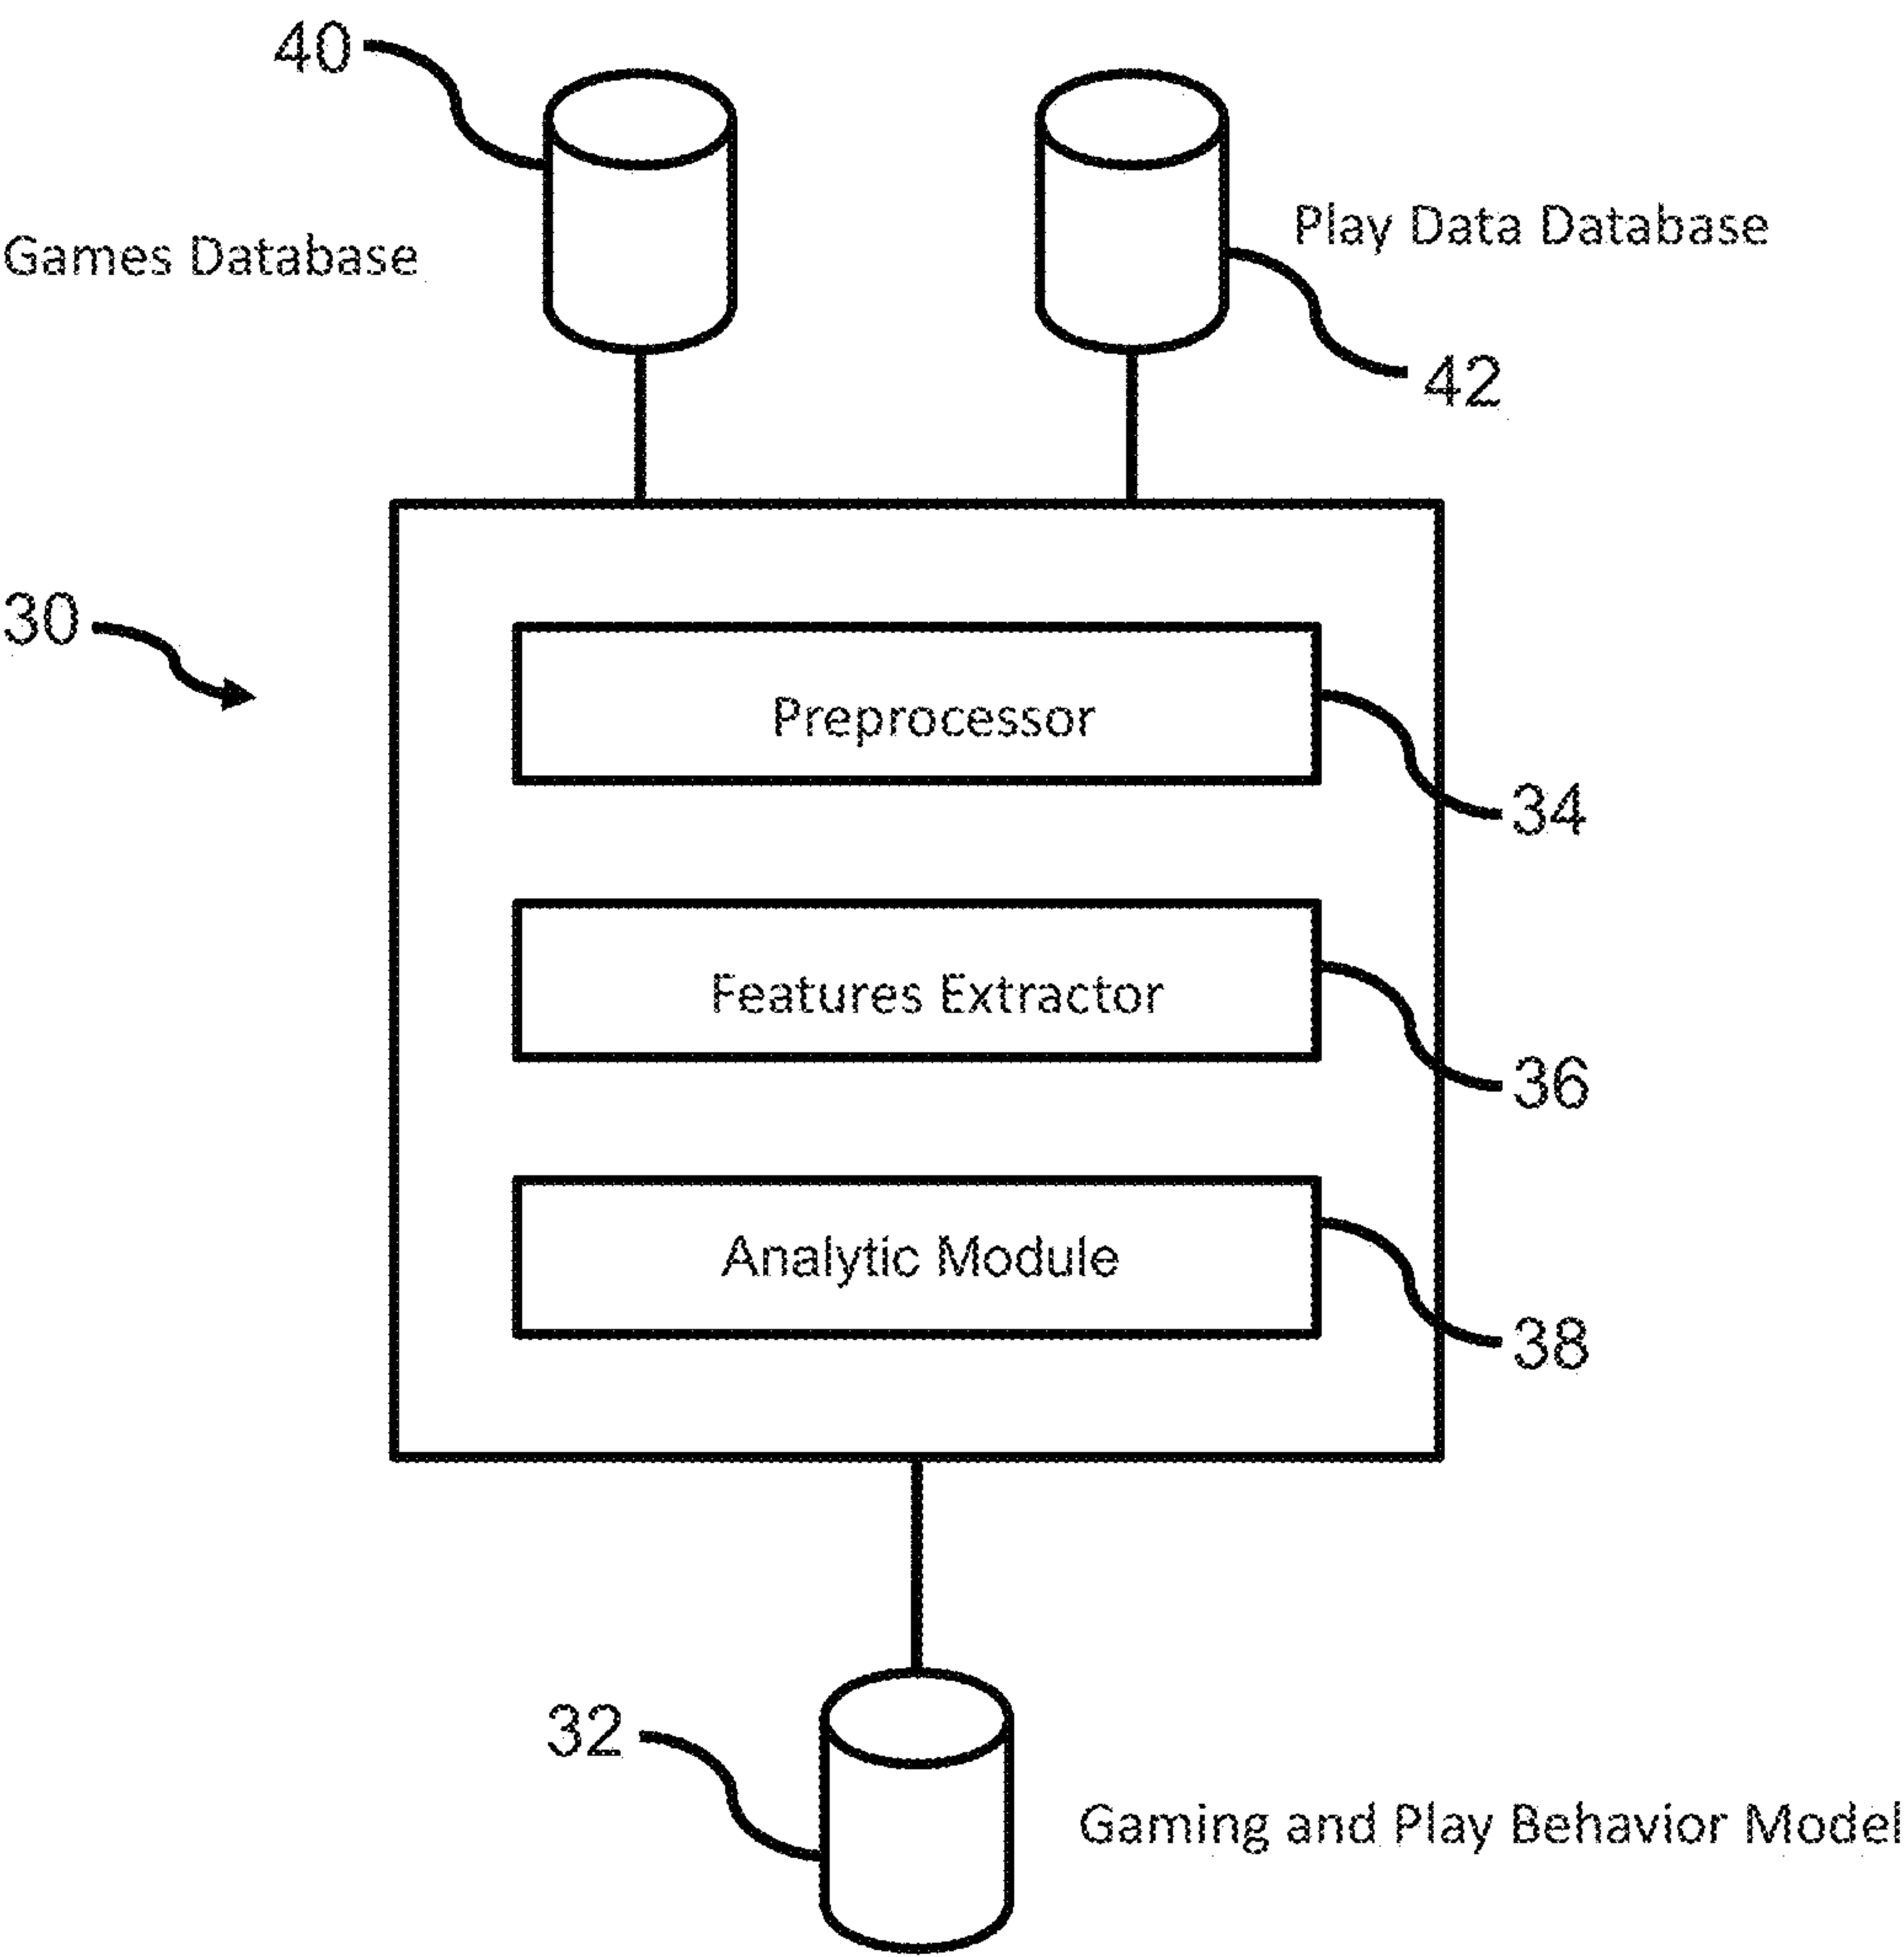 40
Games Database
Play Data Database
42
30
Preprocessor
34
Features Extractor
36
Analytic Module
38
32
Gaming and Play Behavior Model